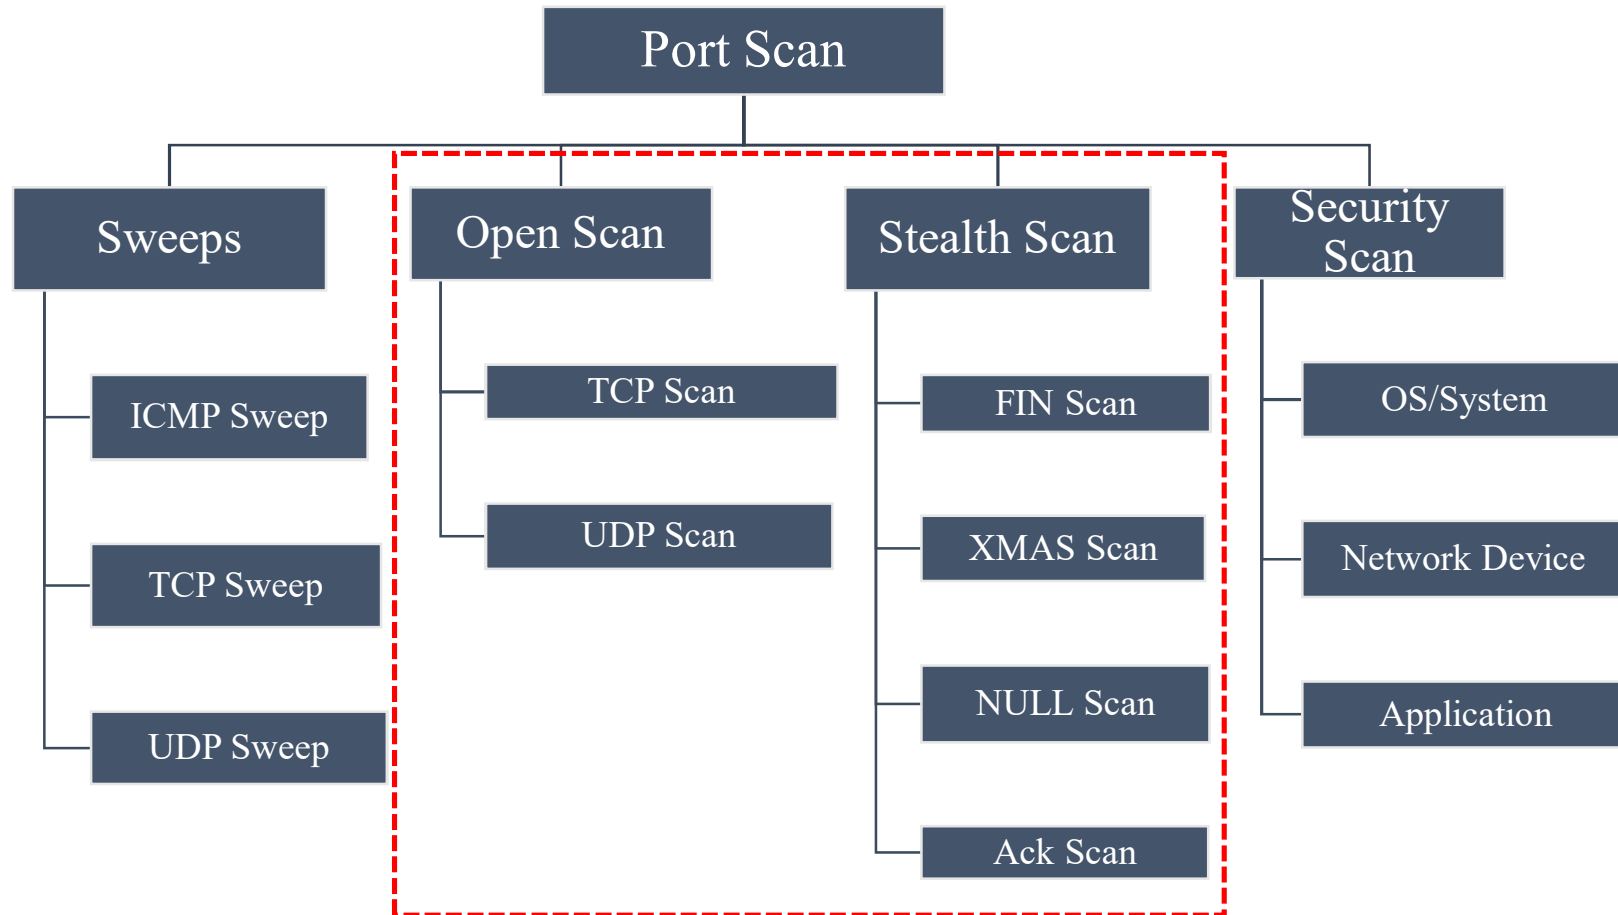 Port Scan
Sweeps
Open Scan
Stealth Scan
Security
Scan
ICMP Sweep
TCP Sweep
UDP Sweep
TCP Scan
UDP Scan
FIN Scan
XMAS Scan
NULL Scan
Ack Scan
OS/System
Network Device
Application